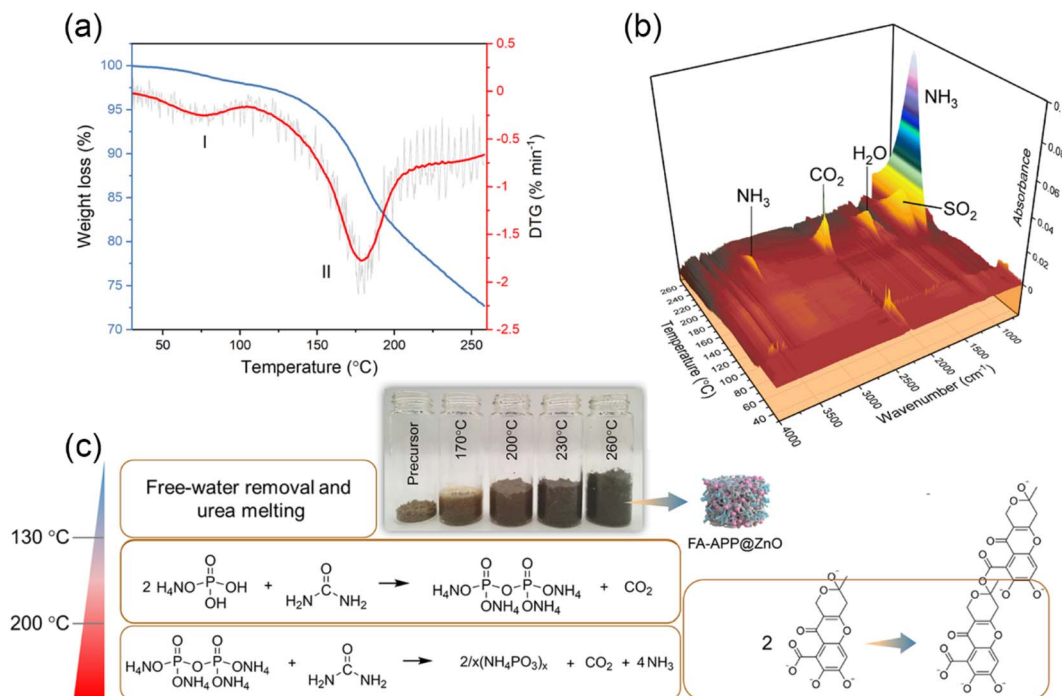 (a)
Weight loss (%)
100
95
90
85
80
75
70
0.5
0
-0.5
-1
-1.5
-2
-2.5
DTG (% min⁻¹)
I
II
50
100
150
200
250
Temperature (°C)
(b)
NH₃
CO₂
H₂O
NH₃
SO₂
Absorbance
0.06
0.04
0.02
0
260
240
220
200
180
160
140
120
100
80
60
40
Temperature (°C)
4000
3500
3000
2500
2000
1500
1000
Wavenumber (cm⁻¹)
(c)
Precursor
170°C
200°C
230°C
260°C
FA-APP@ZnO
130 °C
200 °C
Free-water removal and
urea melting
2 H₄NO P O OH OH + H₂N O NH₂ → H₄NO P O O P O ONH₄ ONH₄ ONH₄ + CO₂
H₄NO P O O P O ONH₄ ONH₄ ONH₄ + H₂N O NH₂ → 2/x(NH₄PO₃)ₓ + CO₂ + 4NH₃
2